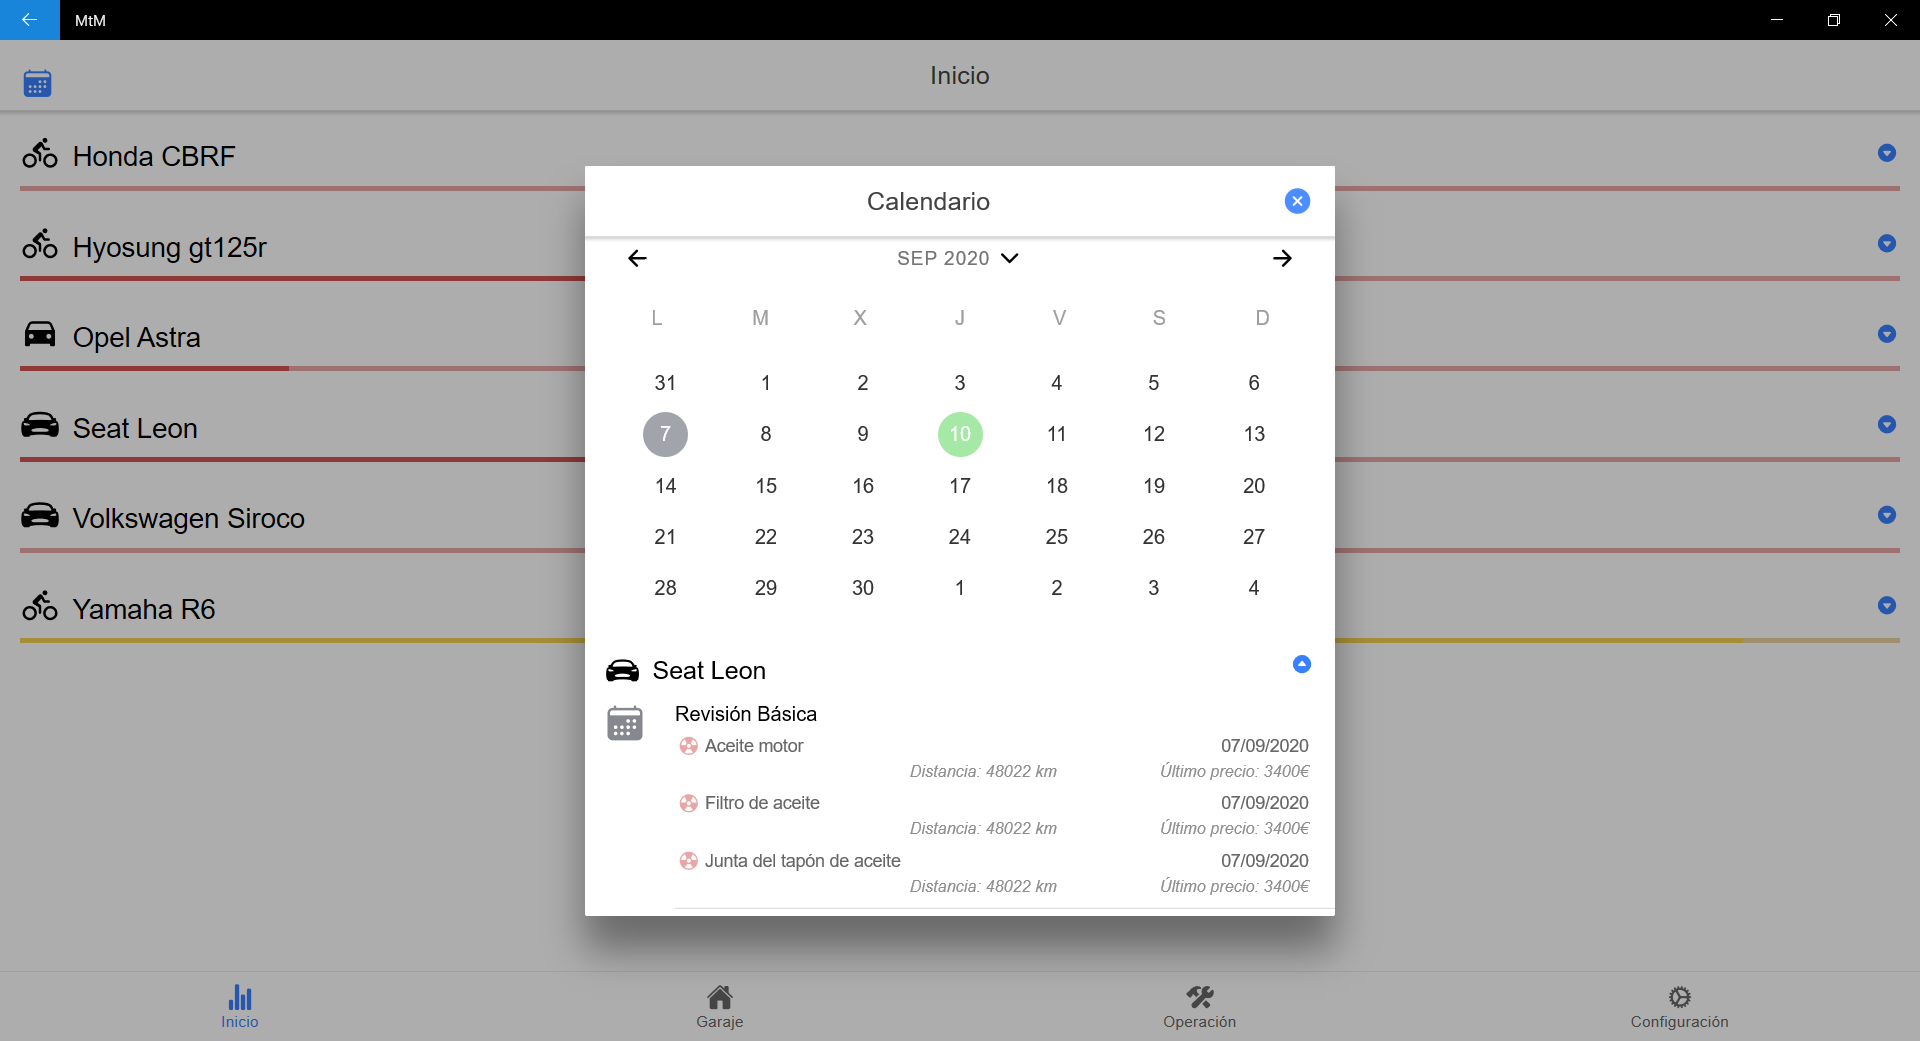 MtM
Inicio
Honda CBRF
Hyosung gt125r
Opel Astra
Seat Leon
Volkswagen Siroco
Yamaha R6
Calendario
SEP 2020
L M X J V S D
31 1 2 3 4 5 6
7 8 9 10 11 12 13
14 15 16 17 18 19 20
21 22 23 24 25 26 27
28 29 30 1 2 3 4
Seat Leon
Revisión Básica
Aceite motor 07/09/2020
Distancia: 48022 km Último precio: 3400€
Filtro de aceite 07/09/2020
Distancia: 48022 km Último precio: 3400€
Junta del tapón de aceite 07/09/2020
Distancia: 48022 km Último precio: 3400€
Inicio Garaje Operación Configuración